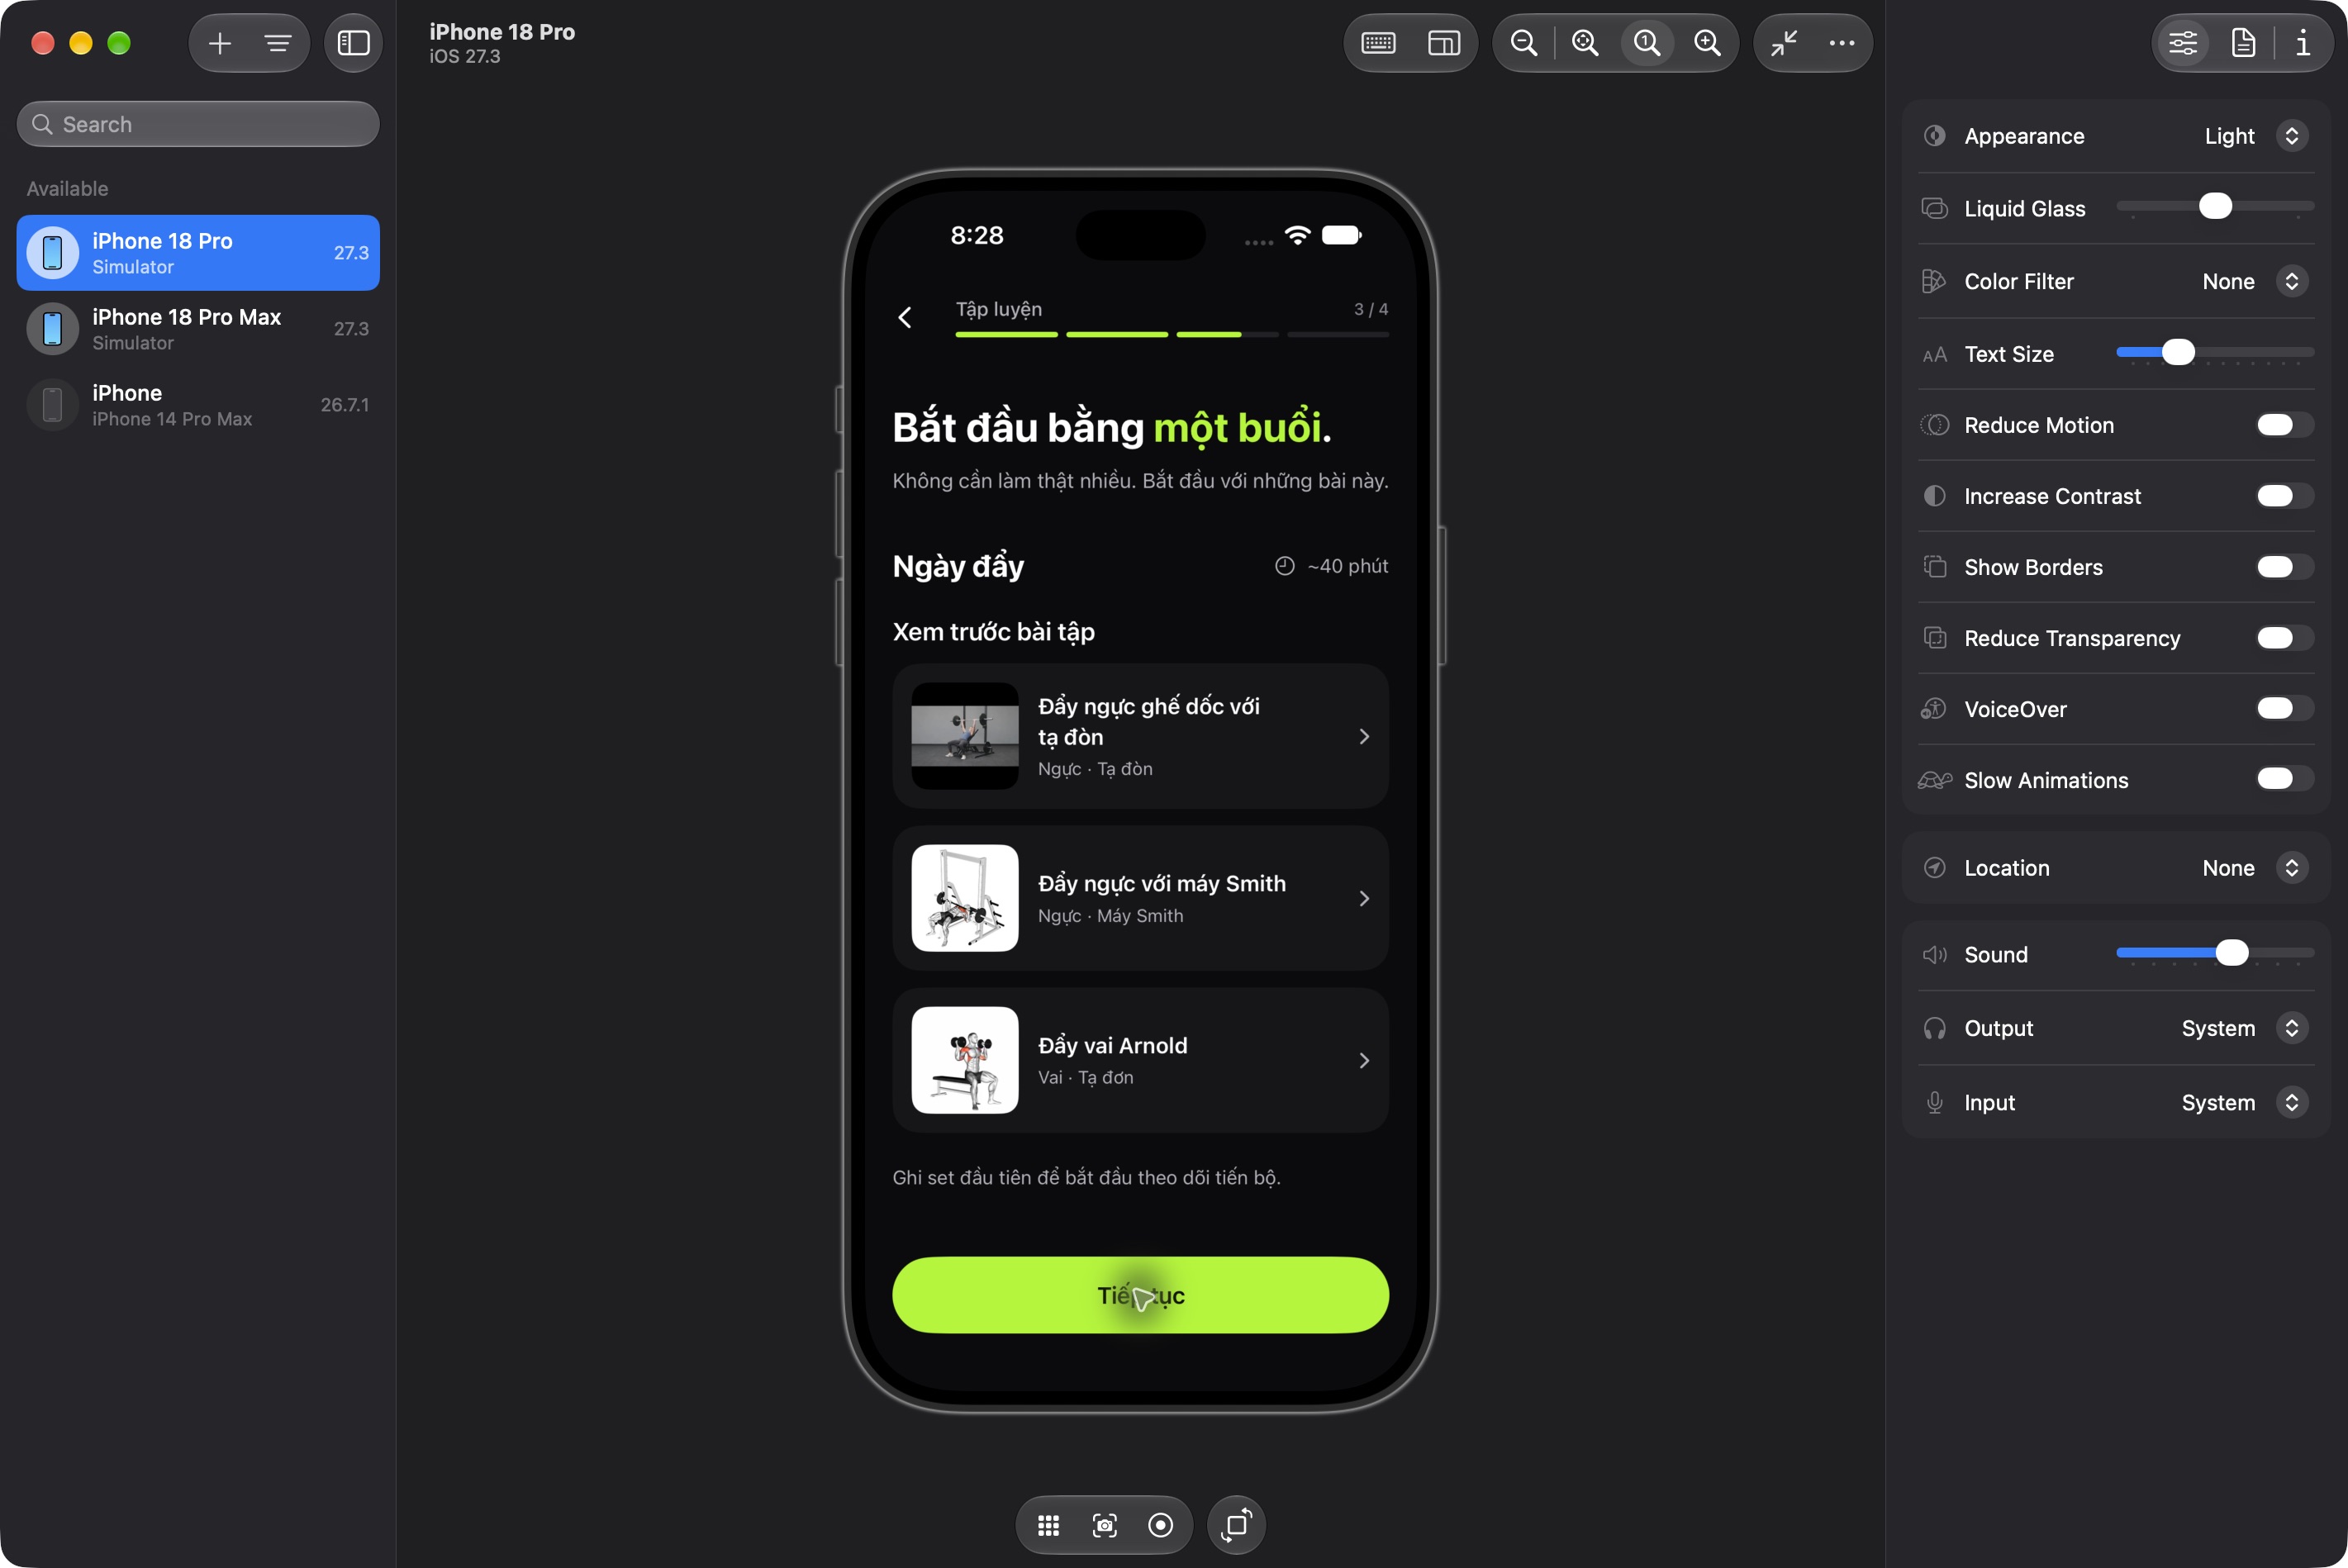 iPhone 18 Pro
iOS 27.3
Search
Available
iPhone 18 Pro
Simulator
27.3
iPhone 18 Pro Max
Simulator
27.3
iPhone
iPhone 14 Pro Max
26.7.1
8:28
Tập luyện
3 / 4
Bắt đầu bằng một buổi.
Không cần làm thật nhiều. Bắt đầu với những bài này.
Ngày đẩy
~40 phút
Xem trước bài tập
Đẩy ngực ghế dốc với
tạ đòn
Ngực · Tạ đòn
Đẩy ngực với máy Smith
Ngực · Máy Smith
Đẩy vai Arnold
Vai · Tạ đơn
Ghi set đầu tiên để bắt đầu theo dõi tiến bộ.
Tiếp tục
Appearance
Light
Liquid Glass
Color Filter
None
Text Size
Reduce Motion
Increase Contrast
Show Borders
Reduce Transparency
VoiceOver
Slow Animations
Location
None
Sound
Output
System
Input
System